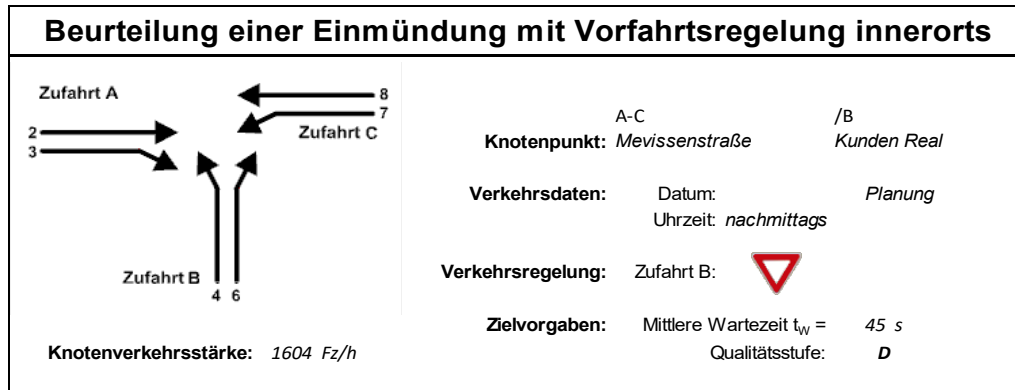 Beurteilung einer Einmündung mit Vorfahrtsregelung innerorts
Zufahrt A
8
7
Zufahrt C
2
3
Zufahrt B
4 6
Knotenverkehrsstärke: 1604 Fz/h
A-C /B
Knotenpunkt: Mevissenstraße Kunden Real
Verkehrsdaten: Datum: Planung
Uhrzeit: nachmittags
Verkehrsregelung: Zufahrt B:
Zielvorgaben: Mittlere Wartezeit tW = 45 s
Qualitätsstufe: D